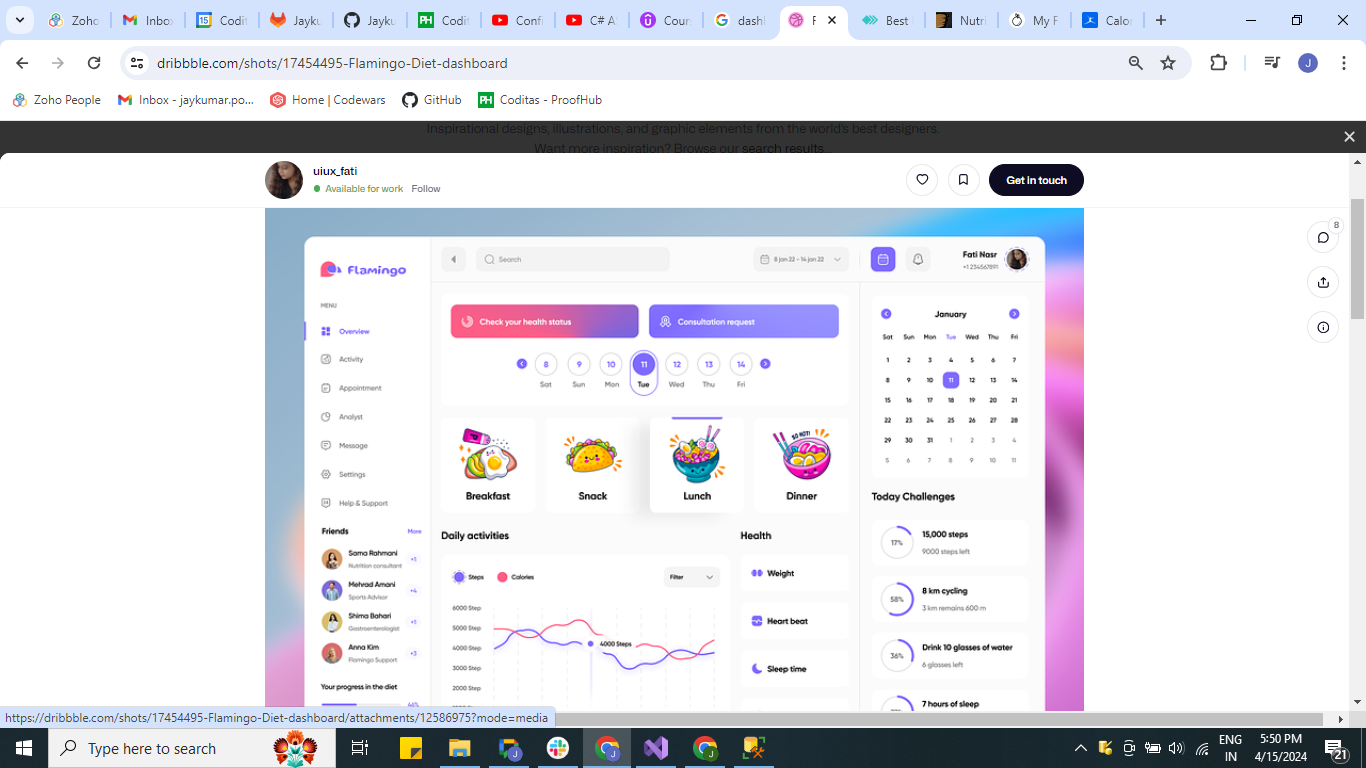 Zoho
Inbox
Codit
Jayku
Jayku
Codit
Confi
C# A
Cour
dash
F
Best
Nutri
My F
Calo
dribbble.com/shots/17454495-Flamingo-Diet-dashboard
J
Zoho People
Inbox - jaykumar.po...
Home | Codewars
GitHub
Coditas - ProofHub
Inspirational designs, illustrations, and graphic elements from the world's best designers.
Want more inspiration? Browse our search results...
uiux_fati
Available for work Follow
Get in touch
8
Flamingo
Search
8 jan 22 - 14 jan 22
Fati Nasr
+1 234567891
MENU
Overview
Activity
Appointment
Analyst
Message
Settings
Help & Support
Friends More
Sama Rahmani +1
Nutrition consultant
Mehrad Amani +4
Sports Advisor
Shima Bahari +1
Gastroenterologist
Anna Kim +3
Flamingo Support
Your progress in the diet
Check your health status
Consultation request
8 9 10 11 12 13 14
Sat Sun Mon Tue Wed Thu Fri
SO HOT!
Breakfast
Snack
Lunch
Dinner
Daily activities
Steps Calories Filter
6000 Step
5000 Step
4000 Step
3000 Step
2000 Step
4000 Steps
Health
Weight
Heart beat
Sleep time
January
Sat Sun Mon Tue Wed Thu Fri
1 2 3 4 5 6 7
8 9 10 11 12 13 14
15 16 17 18 19 20 21
22 23 24 25 26 27 28
29 30 31 1 2 3 4
5 6 7 8 9 10 11
Today Challenges
17%
15,000 steps
9000 steps left
58%
8 km cycling
3 km remains 600 m
36%
Drink 10 glasses of water
6 glasses left
7 hours of sleep
https://dribbble.com/shots/17454495-Flamingo-Diet-dashboard/attachments/12586975?mode=media
Type here to search
ENG
IN
5:50 PM
4/15/2024
21